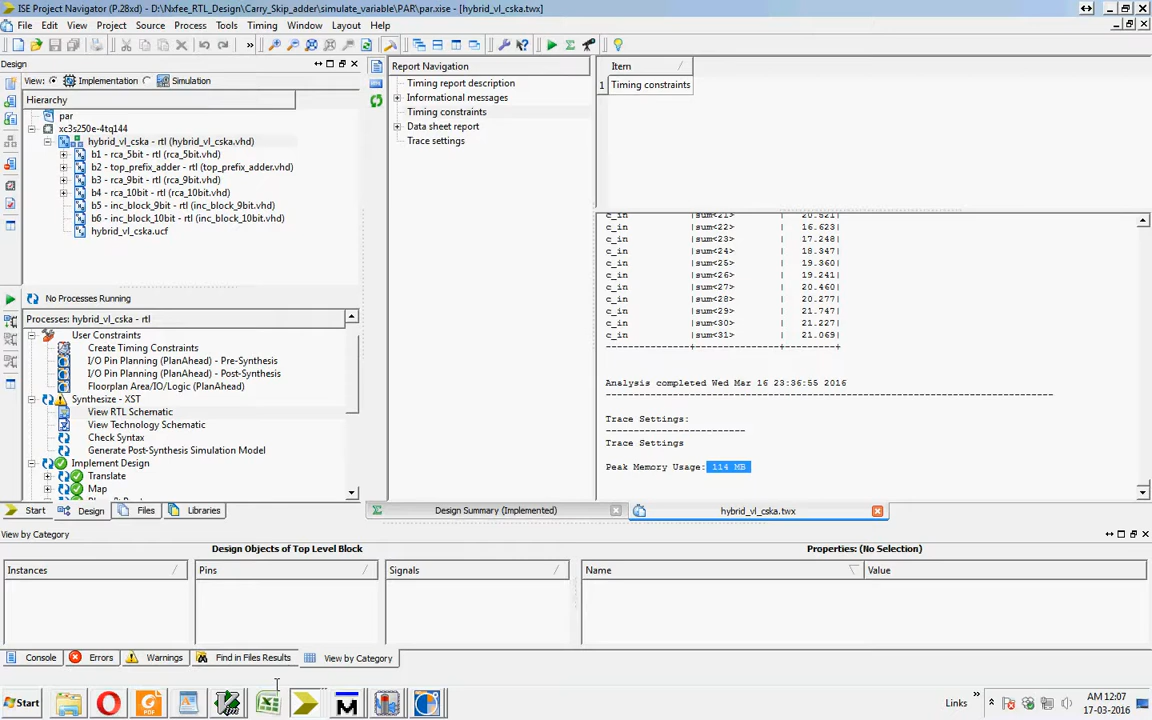 ISE Project Navigator (P.28xd) - D:\Nxfee_RTL_Design\Carry_Skip_adder\simulate_variable\PAR\par.xise - [hybrid_vl_cska.twx]
File Edit View Project Source Process Tools Timing Window Layout Help
Design
View: Implementation Simulation
Hierarchy
par
xc3s250e-4tq144
hybrid_vl_cska - rtl (hybrid_vl_cska.vhd)
b1 - rca_5bit - rtl (rca_5bit.vhd)
b2 - top_prefix_adder - rtl (top_prefix_adder.vhd)
b3 - rca_9bit - rtl (rca_9bit.vhd)
b4 - rca_10bit - rtl (rca_10bit.vhd)
b5 - inc_block_9bit - rtl (inc_block_9bit.vhd)
b6 - inc_block_10bit - rtl (inc_block_10bit.vhd)
hybrid_vl_cska.ucf
No Processes Running
Processes: hybrid_vl_cska - rtl
User Constraints
Create Timing Constraints
I/O Pin Planning (PlanAhead) - Pre-Synthesis
I/O Pin Planning (PlanAhead) - Post-Synthesis
Floorplan Area/IO/Logic (PlanAhead)
Synthesize - XST
View RTL Schematic
View Technology Schematic
Check Syntax
Generate Post-Synthesis Simulation Model
Implement Design
Translate
Map
Start Design Files Libraries
Report Navigation
Timing report description
Informational messages
Timing constraints
Data sheet report
Trace settings
Item
1 Timing constraints
c_in |sum<21> | 20.521|
c_in |sum<22> | 16.623|
c_in |sum<23> | 17.248|
c_in |sum<24> | 18.347|
c_in |sum<25> | 19.360|
c_in |sum<26> | 19.241|
c_in |sum<27> | 20.460|
c_in |sum<28> | 20.277|
c_in |sum<29> | 21.747|
c_in |sum<30> | 21.227|
c_in |sum<31> | 21.069|
---------------+---------------+---------+
Analysis completed Wed Mar 16 23:36:55 2016
--------------------------------------------------------------------------------
Trace Settings:
-------------------------
Trace Settings
Peak Memory Usage: 114 MB
Design Summary (Implemented) hybrid_vl_cska.twx
View by Category
Design Objects of Top Level Block Properties: (No Selection)
Instances Pins Signals Name Value
Console Errors Warnings Find in Files Results View by Category
Start Links AM 12:07
17-03-2016